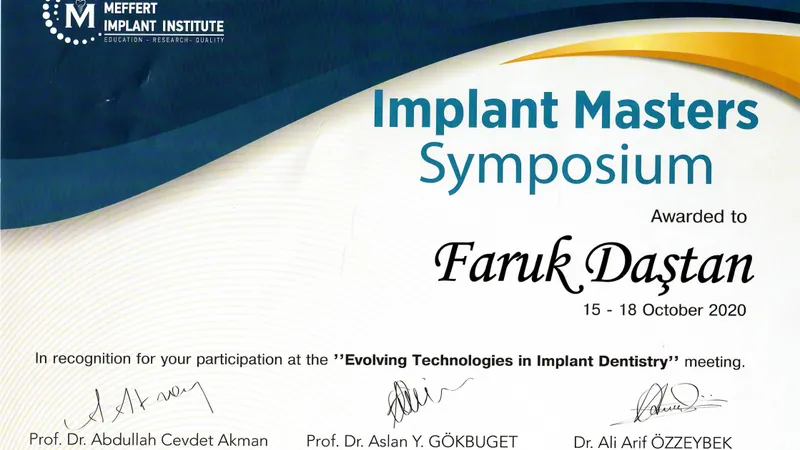 MEFFERT
IMPLANT INSTITUTE
EDUCATION - RESEARCH- QUALITY
Implant Masters
Symposium
Awarded to
Faruk Daştan
15 - 18 October 2020
In recognition for your participation at the ’’Evolving Technologies in Implant Dentistry’’ meeting.
Prof. Dr. Abdullah Cevdet Akman Prof. Dr. Aslan Y. GÖKBUGET Dr. Ali Arif ÖZZEYBEK